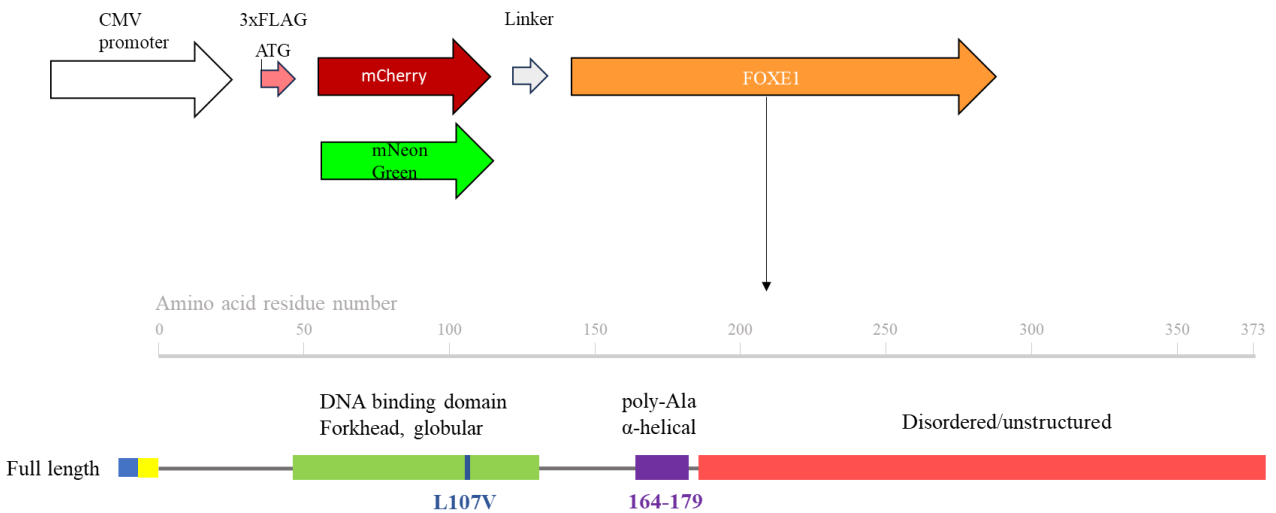 CMV
promoter
3xFLAG
ATG
mCherry
Linker
FOXE1
mNeon
Green
Amino acid residue number
0 50 100 150 200 250 300 350 373
DNA binding domain
Forkhead, globular
poly-Ala
α-helical
Disordered/unstructured
Full length
L107V
164-179